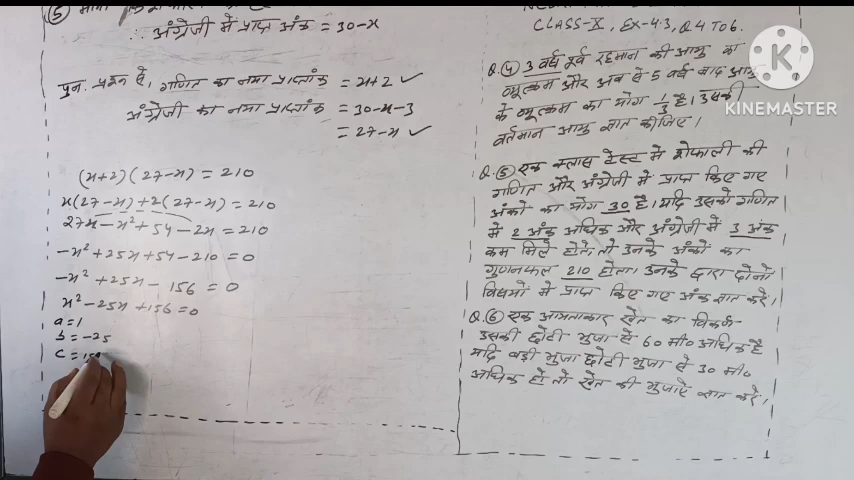 अंग्रेजी में प्राप्त अंक = 30-x
पुनः प्रश्न से, गणित का नया प्राप्तांक = x+2 ✓
अंग्रेजी का नया प्राप्तांक = 30-x-3
= 27-x ✓
(x+2)(27-x) = 210
x(27-x)+2(27-x) = 210
27x-x²+54-2x = 210
-x²+25x+54-210 = 0
-x²+25x-156 = 0
x²-25x+156 = 0
a = 1
b = -25
c = 15
CLASS-X, EX-4.3, Q.4 TO 6.
Q.(4) 3 वर्ष पूर्व रहमान की आयु का
व्युत्क्रम और अब से 5 वर्ष बाद आयु
के व्युत्क्रम का योग 1/3 है। उसकी
वर्तमान आयु ज्ञात कीजिए।
Q.(5) एक क्लास टेस्ट में शेफाली की
गणित और अंग्रेजी में प्राप्त किए गए
अंको का योग 30 है। यदि उसको गणित
में 2 अंक अधिक और अंग्रेजी में 3 अंक
कम मिले होते, तो उनके अंकों का
गुणनफल 210 होता। उनके द्वारा दोनों
विषयों में प्राप्त किए गए अंक ज्ञात करें।
Q.(6) एक आयताकार खेत का विकर्ण
उसकी छोटी भुजा से 60 मी० अधिक है
यदि बड़ी भुजा छोटी भुजा से 30 मी०
अधिक हो तो खेत की भुजाएँ ज्ञात करें।
KINEMASTER